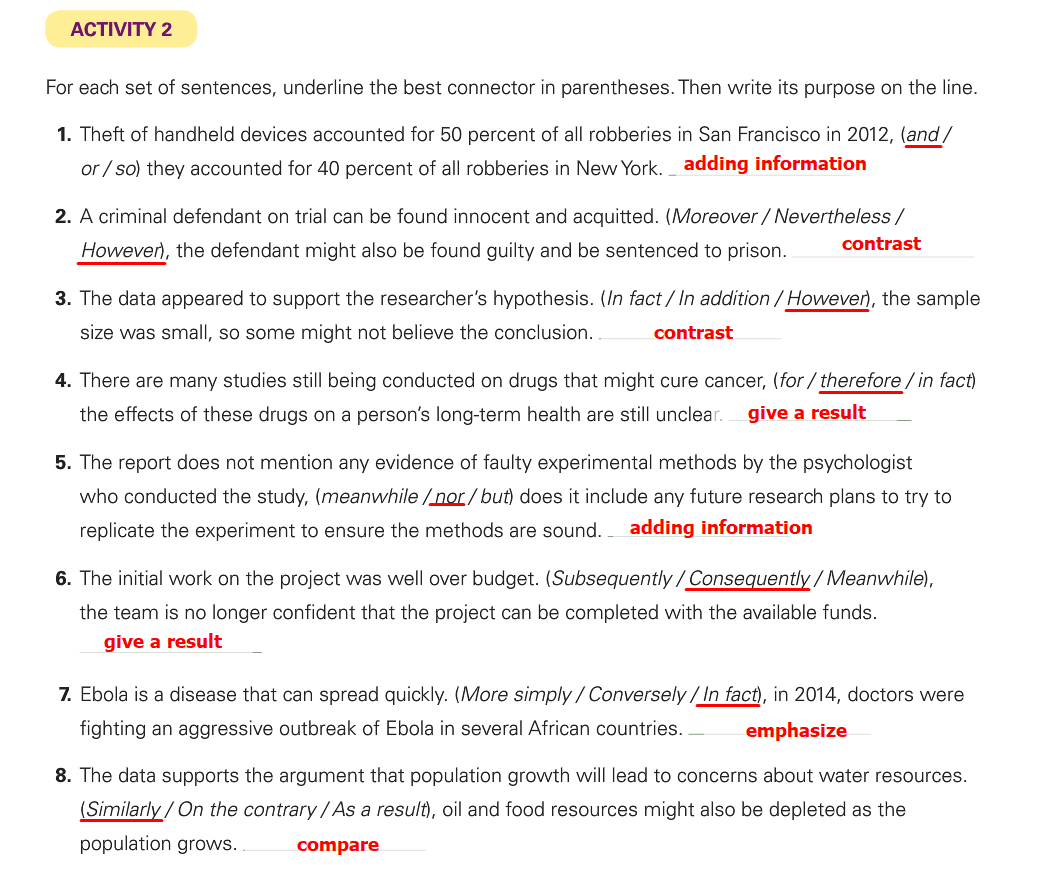 ACTIVITY 2
For each set of sentences, underline the best connector in parentheses. Then write its purpose on the line.
1. Theft of handheld devices accounted for 50 percent of all robberies in San Francisco in 2012, (and /
or / so) they accounted for 40 percent of all robberies in New York. adding information
2. A criminal defendant on trial can be found innocent and acquitted. (Moreover / Nevertheless /
However), the defendant might also be found guilty and be sentenced to prison. contrast
3. The data appeared to support the researcher's hypothesis. (In fact / In addition / However), the sample
size was small, so some might not believe the conclusion. contrast
4. There are many studies still being conducted on drugs that might cure cancer, (for / therefore / in fact)
the effects of these drugs on a person's long-term health are still unclear. give a result
5. The report does not mention any evidence of faulty experimental methods by the psychologist
who conducted the study, (meanwhile / nor / but) does it include any future research plans to try to
replicate the experiment to ensure the methods are sound. adding information
6. The initial work on the project was well over budget. (Subsequently / Consequently / Meanwhile),
the team is no longer confident that the project can be completed with the available funds.
give a result
7. Ebola is a disease that can spread quickly. (More simply / Conversely / In fact), in 2014, doctors were
fighting an aggressive outbreak of Ebola in several African countries. emphasize
8. The data supports the argument that population growth will lead to concerns about water resources.
(Similarly / On the contrary / As a result), oil and food resources might also be depleted as the
population grows. compare